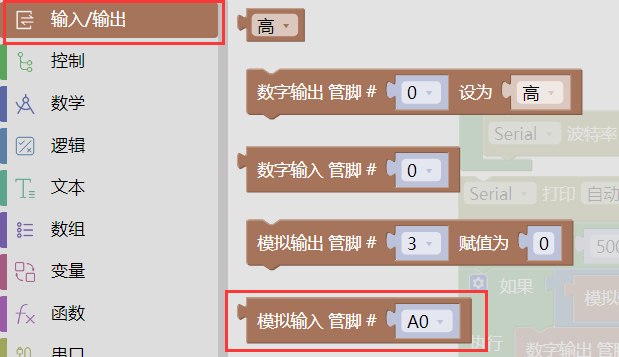 输入/输出
控制
数学
逻辑
文本
数组
变量
函数
串口
高
数字输出 管脚 # 0 设为 高
数字输入 管脚 # 0
模拟输出 管脚 # 3 赋值为 0
模拟输入 管脚 # A0
Serial 波特率
Serial 打印 自动
500
如果 模拟
执行 数字输出 管脚